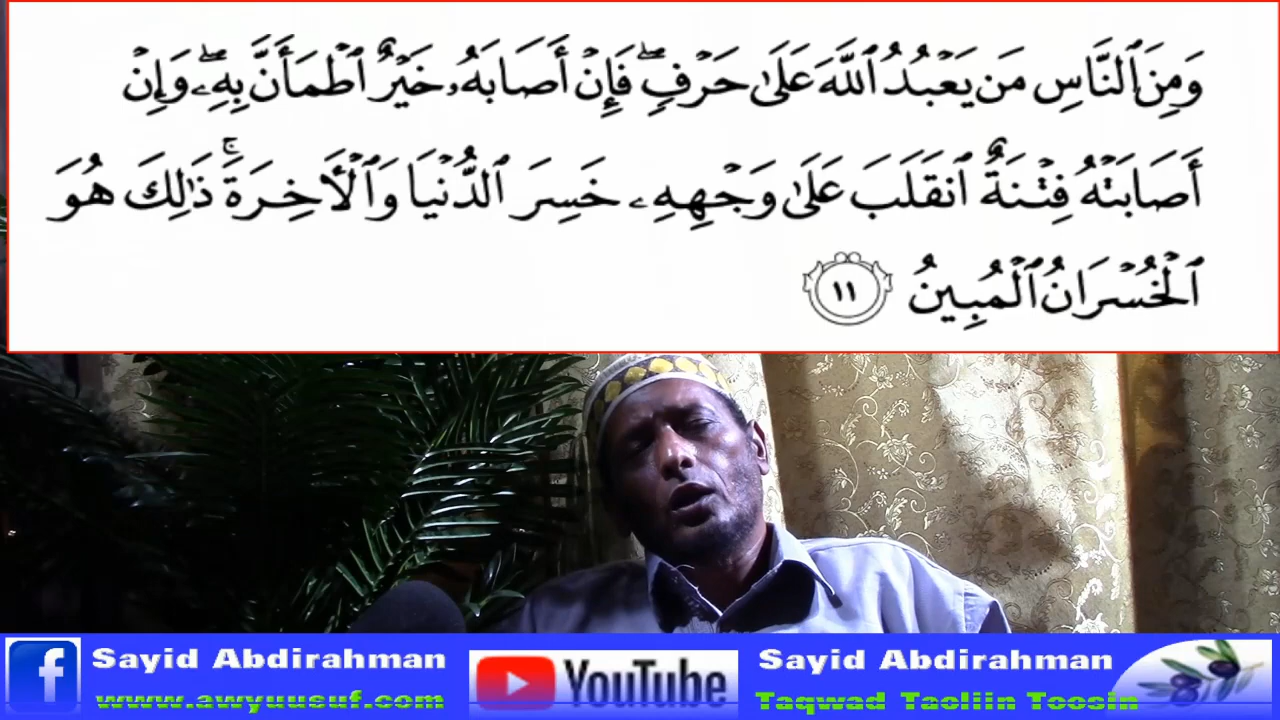 وَمِنَ ٱلنَّاسِ مَن يَعْبُدُ ٱللَّهَ عَلَىٰ حَرْفٍۖ فَإِنْ أَصَابَهُۥ خَيْرٌ ٱطْمَأَنَّ بِهِۦۖ وَإِنْ
أَصَابَتْهُ فِتْنَةٌ ٱنقَلَبَ عَلَىٰ وَجْهِهِۦ خَسِرَ ٱلدُّنْيَا وَٱلْأَخِرَةَۚ ذَٰلِكَ هُوَ
ٱلْخُسْرَانُ ٱلْمُبِينُ ١١
f Sayid Abdirahman YouTube Sayid Abdirahman
www.awyuusuf.com Taqwad Taoliin Toosin